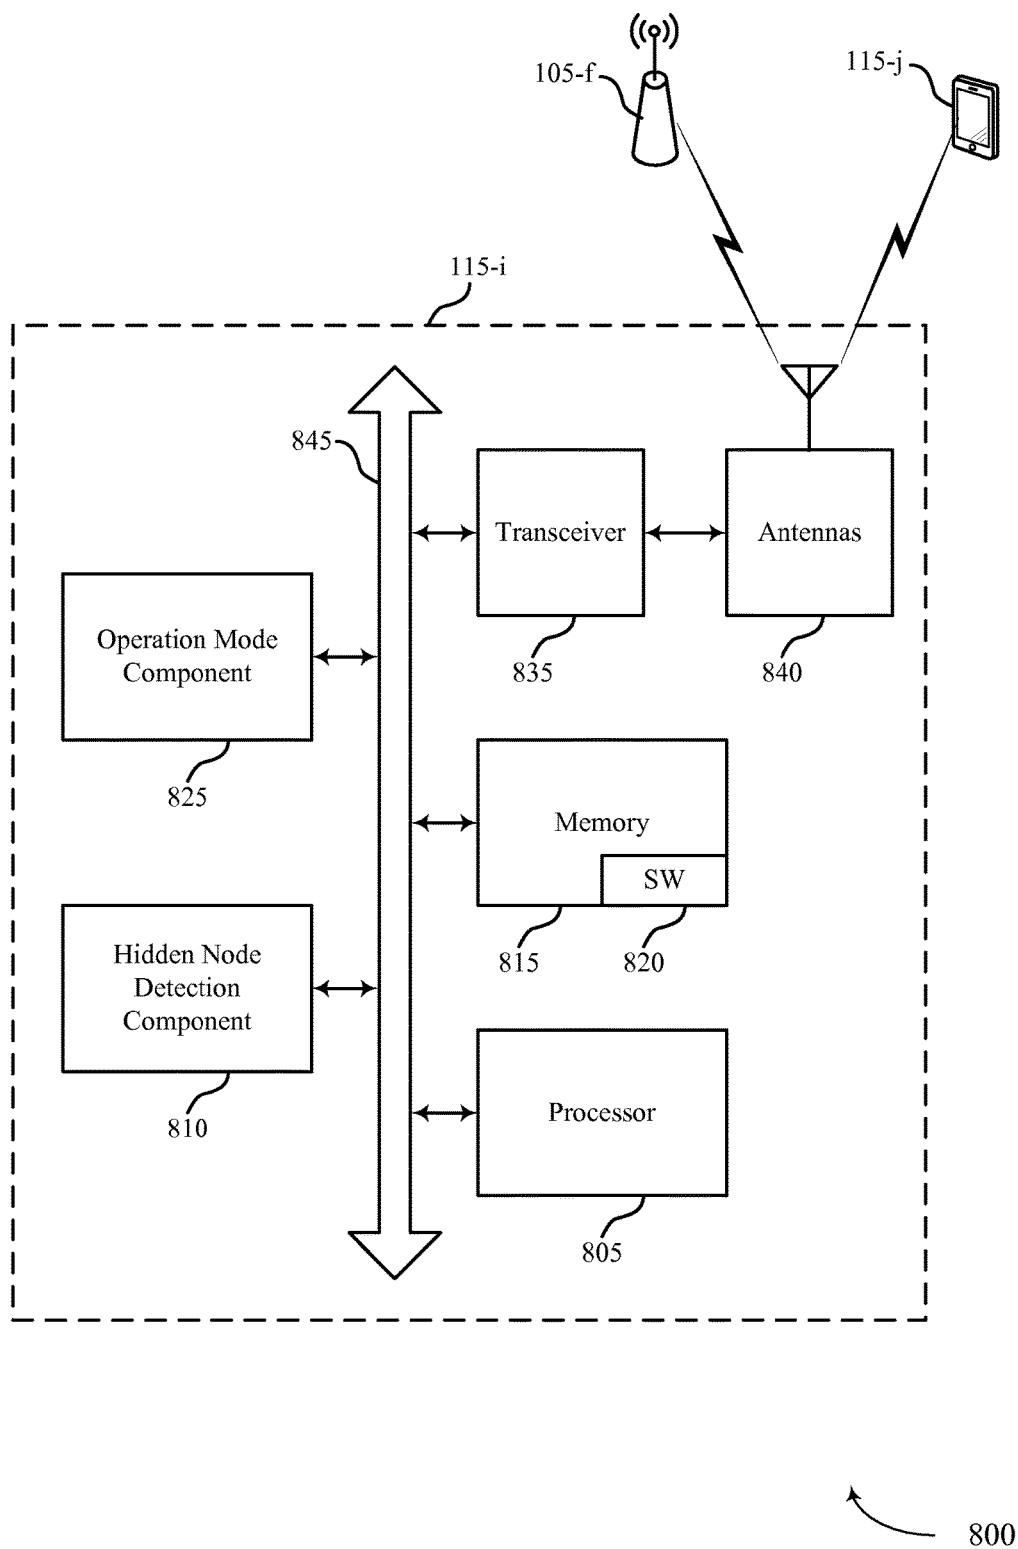 105-f
115-j
115-i
845
Transceiver
Antennas
835
840
Operation Mode
Component
825
Memory
SW
815
820
Hidden Node
Detection
Component
810
Processor
805
800